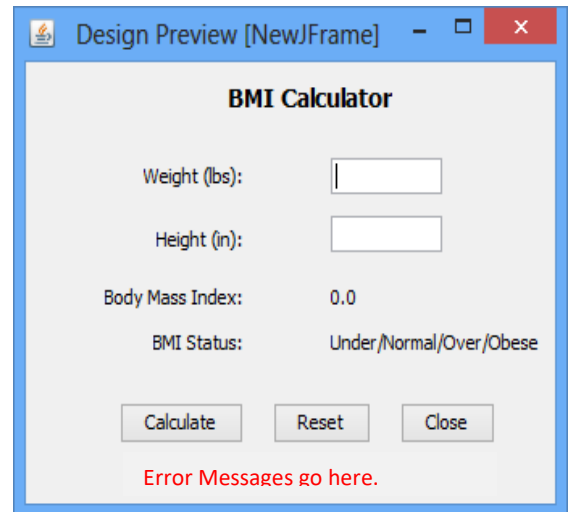 Design Preview [NewJFrame]
BMI Calculator
Weight (lbs):
Height (in):
Body Mass Index: 0.0
BMI Status: Under/Normal/Over/Obese
Calculate Reset Close
Error Messages go here.